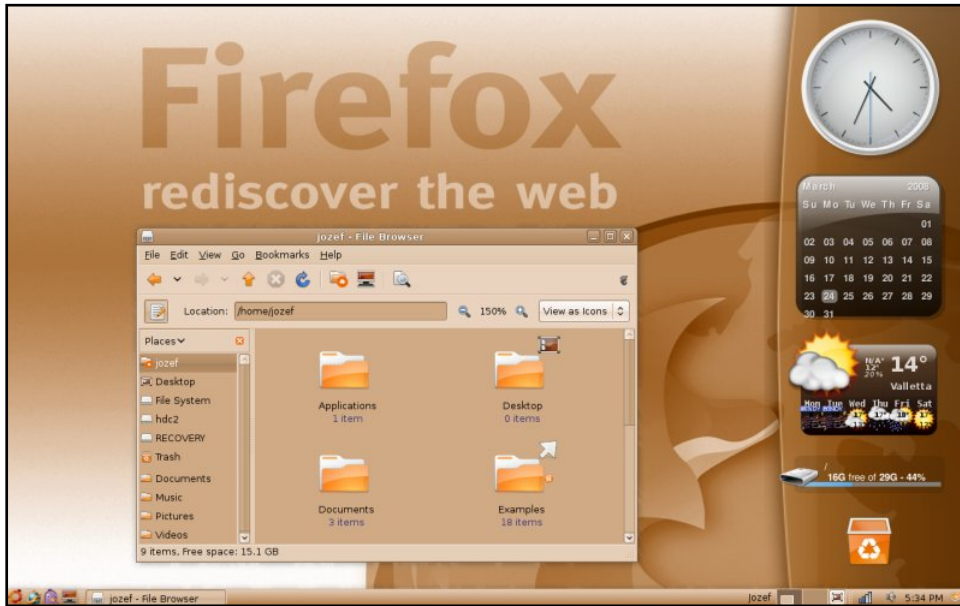 Firefox
rediscover the web
jozef - File Browser
File Edit View Go Bookmarks Help
Location: /home/jozef 150% View as Icons
Places
jozef
Desktop
File System
hdc2
RECOVERY
Trash
Documents
Music
Pictures
Videos
Applications
1 item
Desktop
0 items
Documents
3 items
Examples
18 items
9 items, Free space: 15.1 GB
March 2008
Su Mo Tu We Th Fr Sa
01
02 03 04 05 06 07 08
09 10 11 12 13 14 15
16 17 18 19 20 21 22
23 24 25 26 27 28 29
30 31
N/A°
12°
20%
14°
Valletta
Mon Tue Wed Thu Fri Sat
/
16G free of 29G - 44%
jozef - File Browser
Jozef
5:34 PM